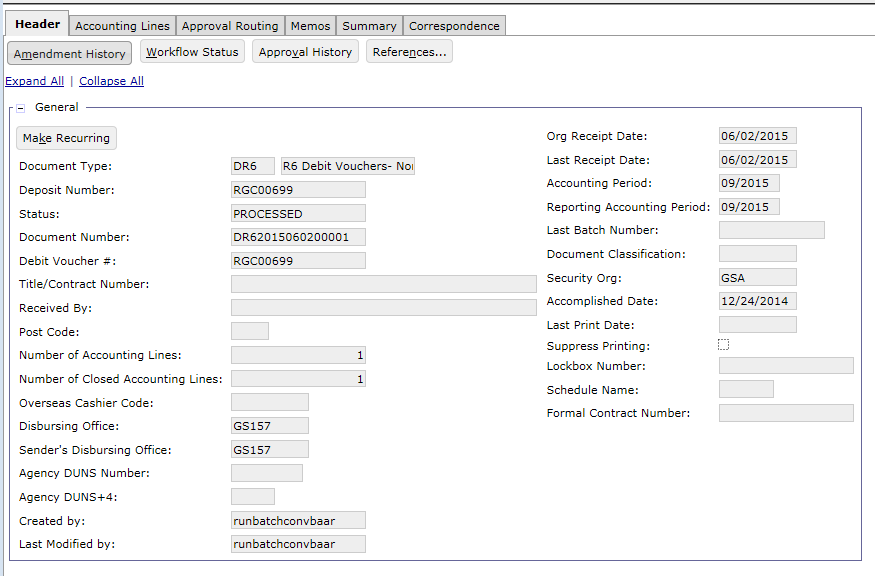 Header Accounting Lines Approval Routing Memos Summary Correspondence
Amendment History Workflow Status Approval History References...
Expand All | Collapse All
General
Make Recurring
Document Type: DR6 R6 Debit Vouchers- Nor
Deposit Number: RGC00699
Status: PROCESSED
Document Number: DR62015060200001
Debit Voucher #: RGC00699
Title/Contract Number:
Received By:
Post Code:
Number of Accounting Lines: 1
Number of Closed Accounting Lines: 1
Overseas Cashier Code:
Disbursing Office: GS157
Sender's Disbursing Office: GS157
Agency DUNS Number:
Agency DUNS+4:
Created by: runbatchconvbaar
Last Modified by: runbatchconvbaar
Org Receipt Date: 06/02/2015
Last Receipt Date: 06/02/2015
Accounting Period: 09/2015
Reporting Accounting Period: 09/2015
Last Batch Number:
Document Classification:
Security Org: GSA
Accomplished Date: 12/24/2014
Last Print Date:
Suppress Printing:
Lockbox Number:
Schedule Name:
Formal Contract Number: